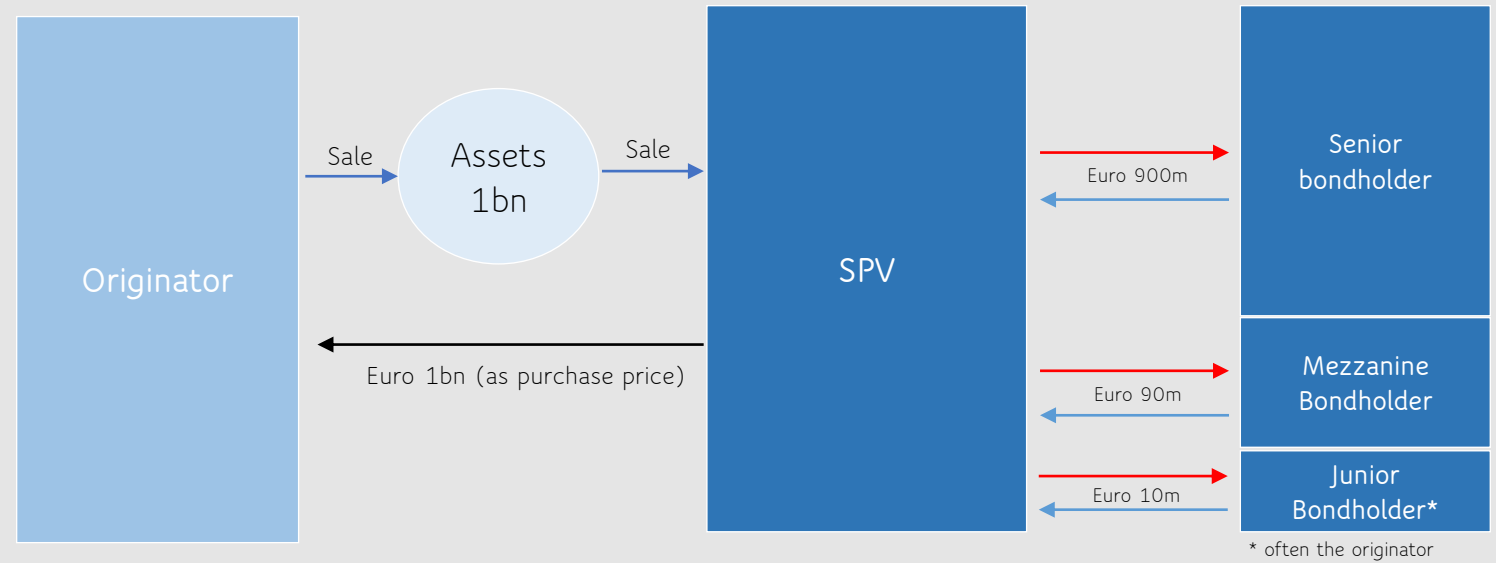 Originator
Sale
Assets
1bn
Sale
Euro 1bn (as purchase price)
SPV
Euro 900m
Euro 90m
Euro 10m
Senior
bondholder
Mezzanine
Bondholder
Junior
Bondholder*
* often the originator